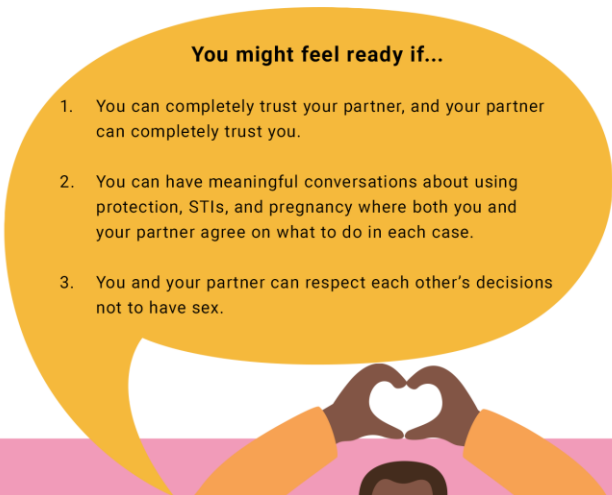 You might feel ready if...
1. You can completely trust your partner, and your partner
can completely trust you.
2. You can have meaningful conversations about using
protection, STIs, and pregnancy where both you and
your partner agree on what to do in each case.
3. You and your partner can respect each other’s decisions
not to have sex.